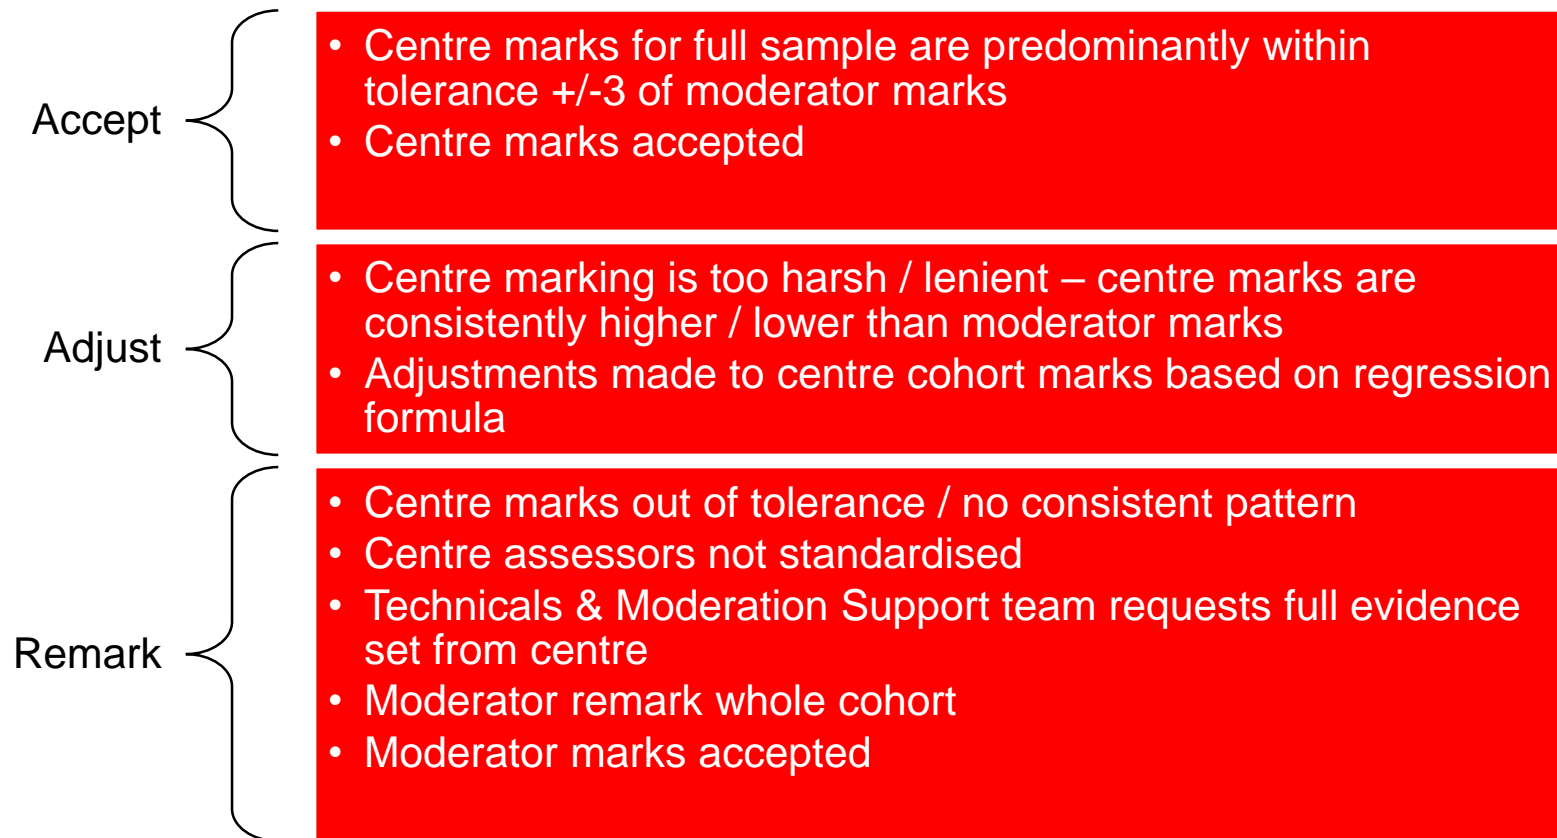 Accept
• Centre marks for full sample are predominantly within
tolerance +/-3 of moderator marks
• Centre marks accepted
Adjust
• Centre marking is too harsh / lenient – centre marks are
consistently higher / lower than moderator marks
• Adjustments made to centre cohort marks based on regression
formula
Remark
• Centre marks out of tolerance / no consistent pattern
• Centre assessors not standardised
• Technicals & Moderation Support team requests full evidence
set from centre
• Moderator remark whole cohort
• Moderator marks accepted